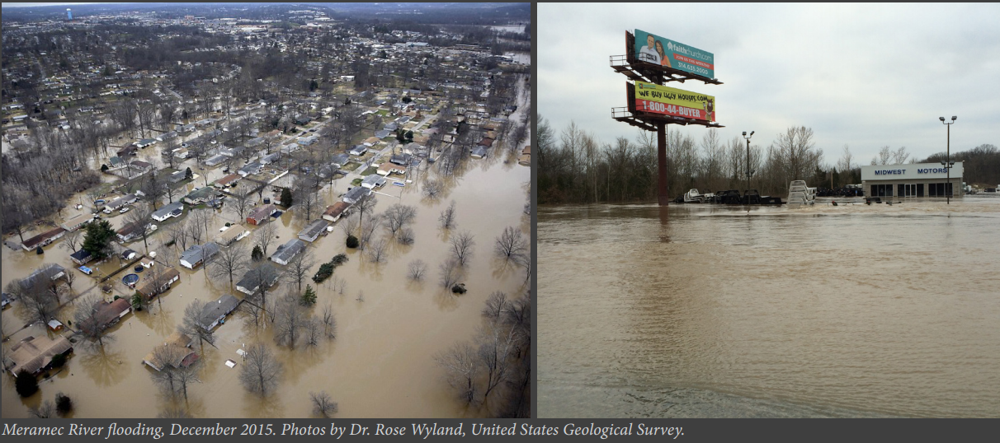 faithchurch.com
314.635.2000
WE BUY UGLY HOUSES.COM
1-800-44-BUYER
MIDWEST MOTORS
Meramec River flooding, December 2015. Photos by Dr. Rose Wyland, United States Geological Survey.